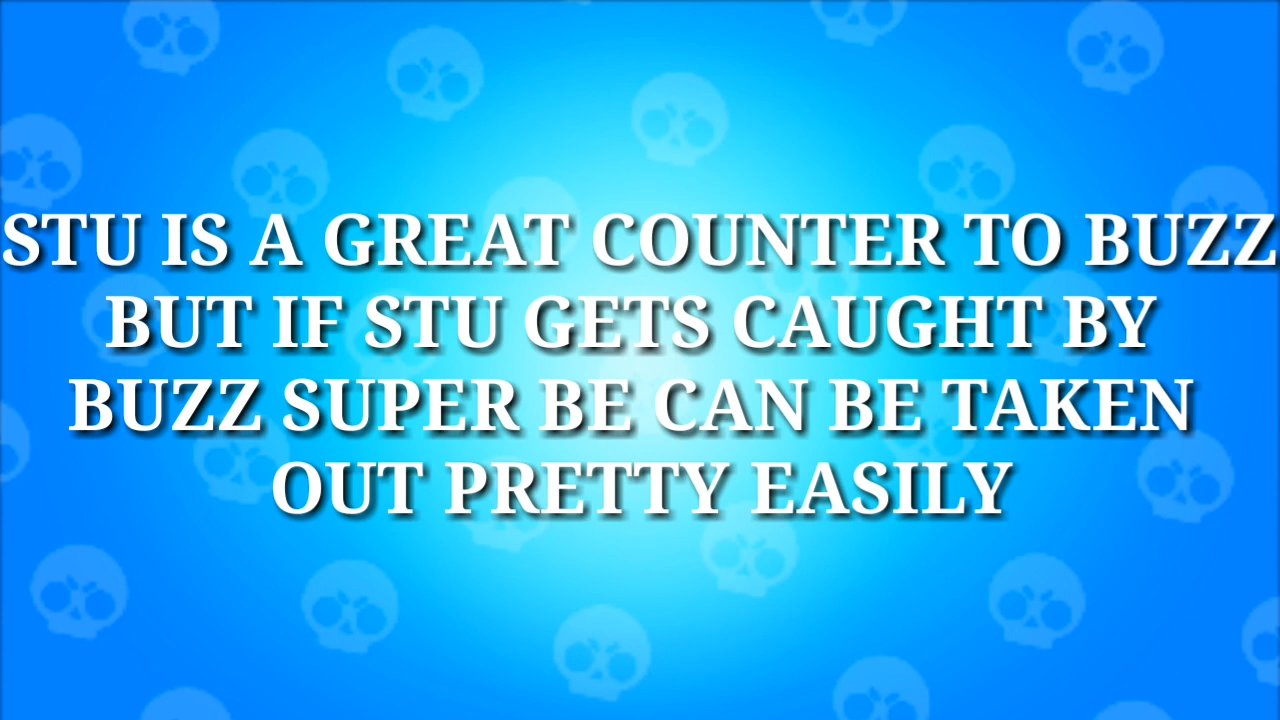 STU IS A GREAT COUNTER TO BUZZ
BUT IF STU GETS CAUGHT BY
BUZZ SUPER BE CAN BE TAKEN
OUT PRETTY EASILY